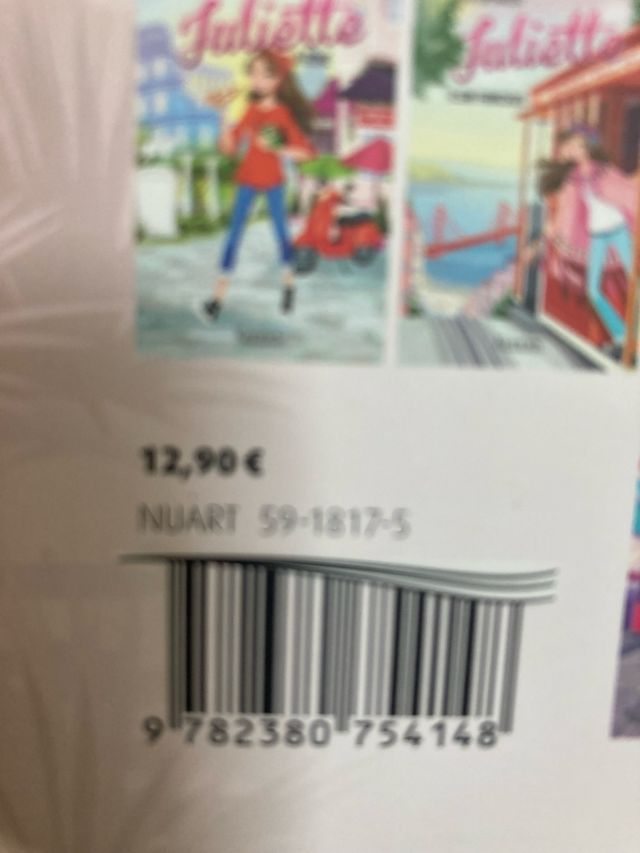 Juliette
Juliette
12,90 €
NUART 59-1817-5
9 782380 754148